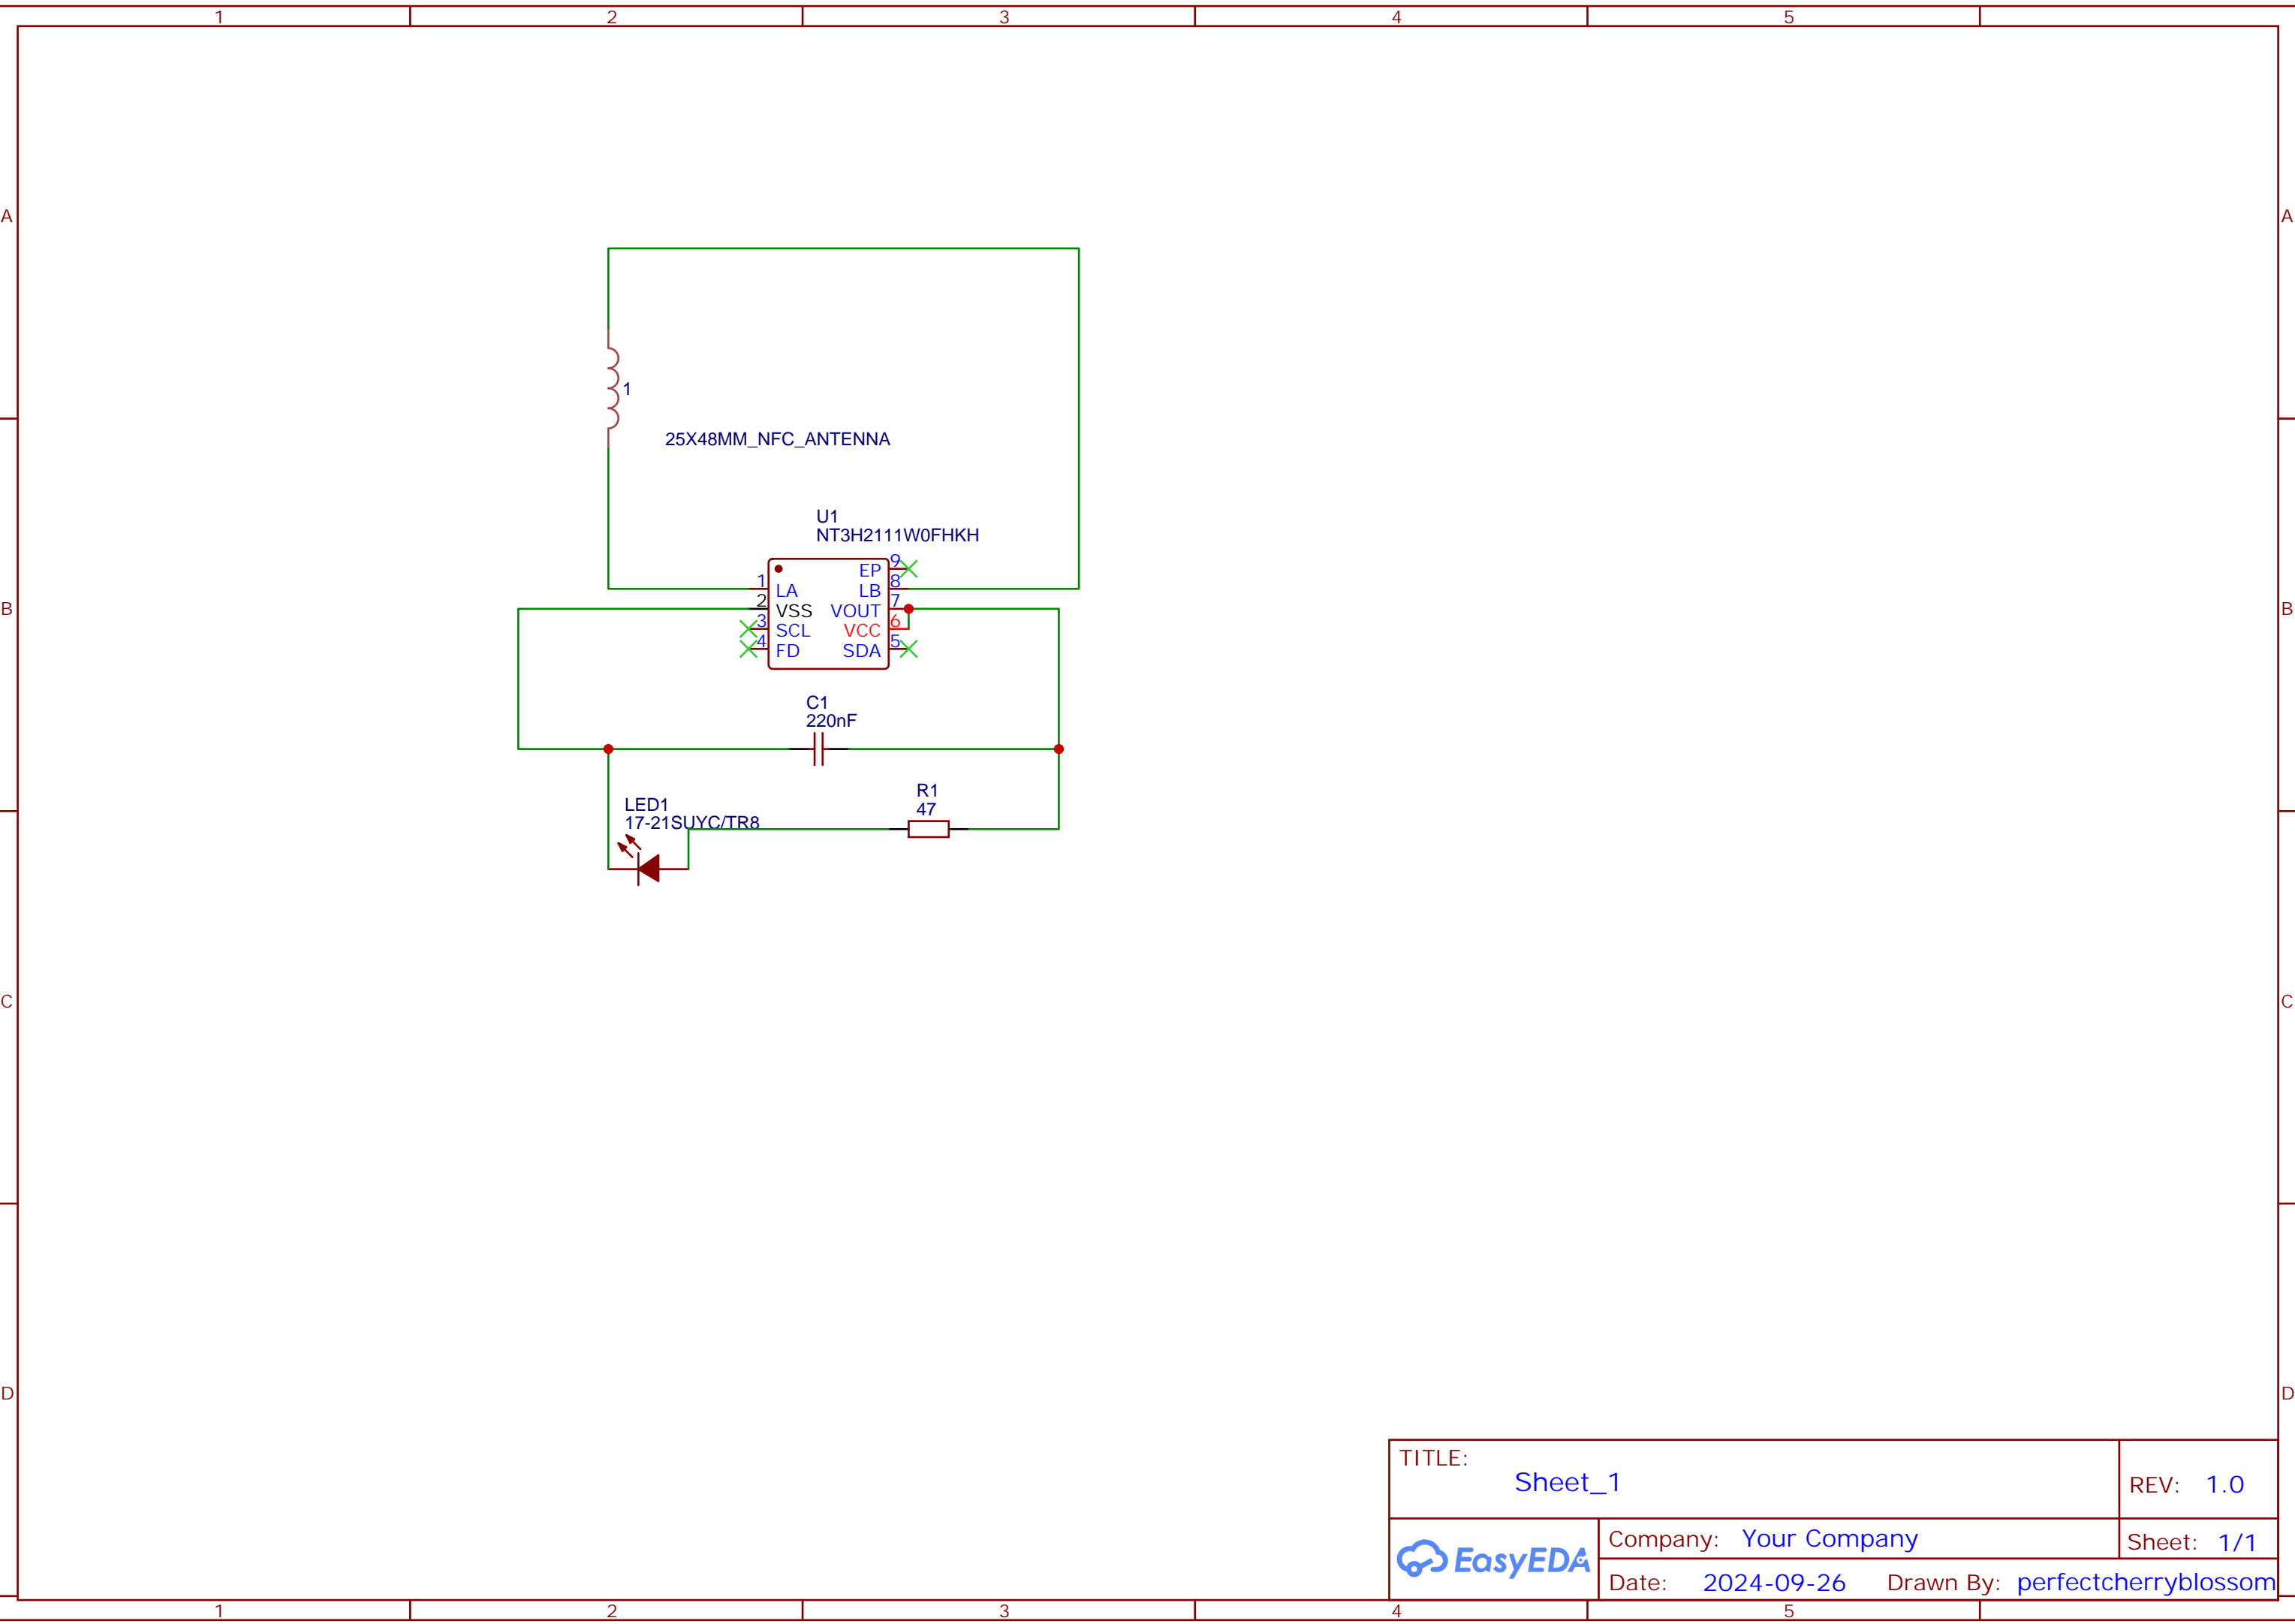 1 2 3 4 5
A A
1
25X48MM_NFC_ANTENNA
U1
NT3H2111W0FHKH
9 EP
1 LA
LB 8
2 VSS
VOUT 7
3 SCL
VCC 6
4 FD
SDA 5
B B
C1
220nF
R1
47
LED1
17-21SUYC/TR8
C C
D D
TITLE:
Sheet_1
REV: 1.0
EasyEDA
Company: Your Company
Sheet: 1/1
Date: 2024-09-26 Drawn By: perfectcherryblossom
1 2 3 4 5